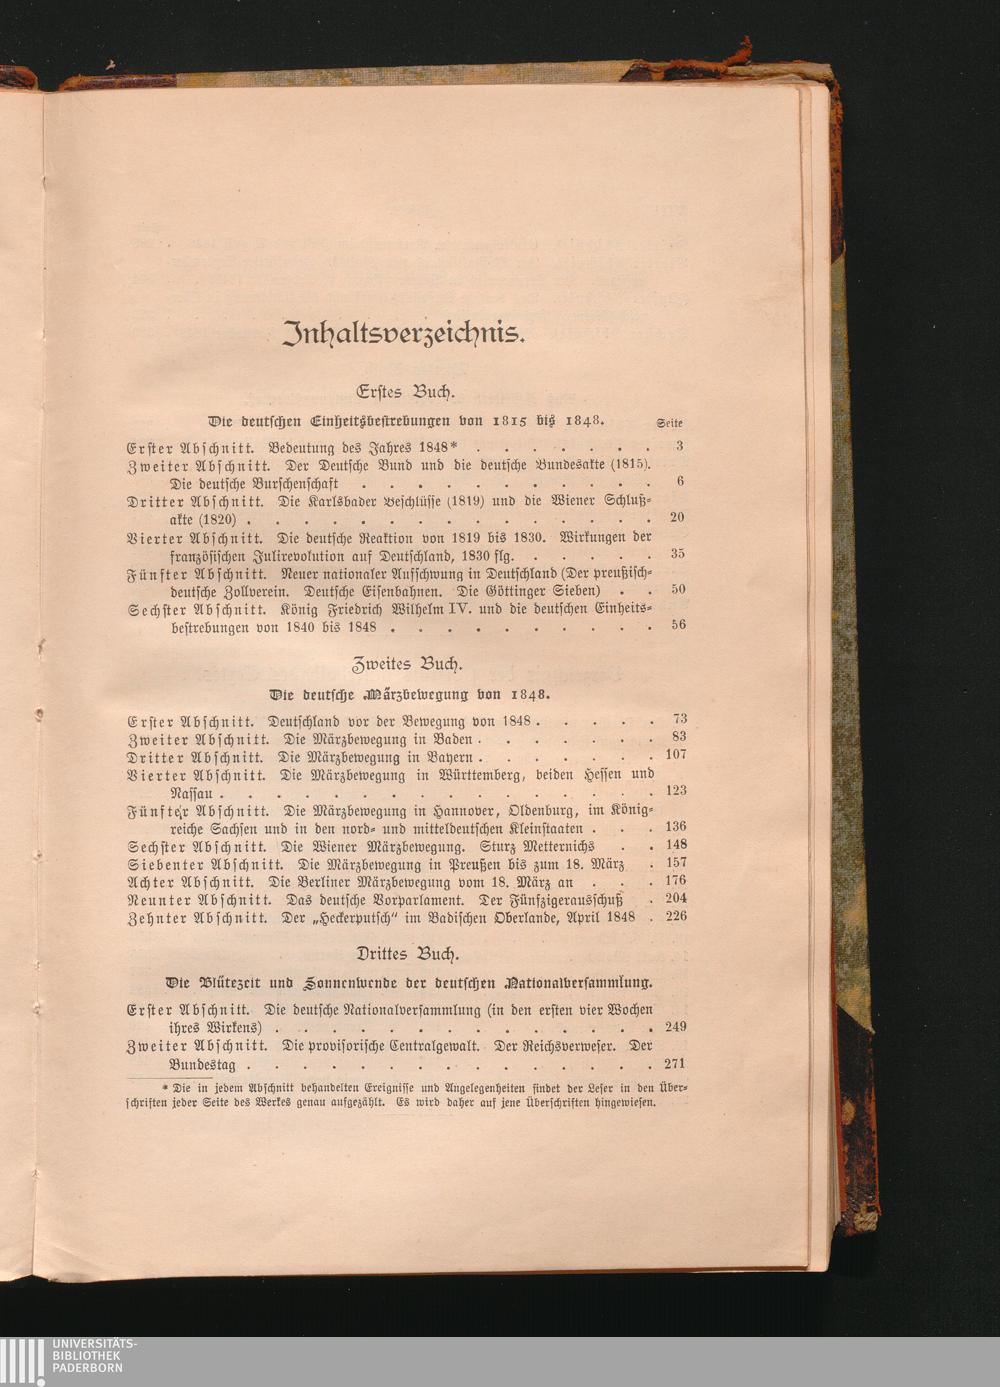 Inhaltsverzeichnis.
Erstes Buch.
Die deutschen Einheitsbestrebungen von 1815 bis 1848.
Seite
Erster Abschnitt. Bedeutung des Jahres 1848* . . . . . . . 3
Zweiter Abschnitt. Der Deutsche Bund und die deutsche Bundesakte (1815).
Die deutsche Burschenschaft . . . . . . . . . . . 6
Dritter Abschnitt. Die Karlsbader Beschlüsse (1819) und die Wiener Schluß-
akte (1820) . . . . . . . . . . . . . . . 20
Vierter Abschnitt. Die deutsche Reaktion von 1819 bis 1830. Wirkungen der
französischen Julirevolution auf Deutschland, 1830 flg. . . . . . 35
Fünfter Abschnitt. Neuer nationaler Aufschwung in Deutschland (Der preußisch-
deutsche Zollverein. Deutsche Eisenbahnen. Die Göttinger Sieben) . . 50
Sechster Abschnitt. König Friedrich Wilhelm IV. und die deutschen Einheits-
bestrebungen von 1840 bis 1848 . . . . . . . . . . 56
Zweites Buch.
Die deutsche Märzbewegung von 1848.
Erster Abschnitt. Deutschland vor der Bewegung von 1848 . . . . . 73
Zweiter Abschnitt. Die Märzbewegung in Baden . . . . . . . 83
Dritter Abschnitt. Die Märzbewegung in Bayern . . . . . . . 107
Vierter Abschnitt. Die Märzbewegung in Württemberg, beiden Hessen und
Nassau . . . . . . . . . . . . . . . . 123
Fünfter Abschnitt. Die Märzbewegung in Hannover, Oldenburg, im König-
reiche Sachsen und in den nord- und mitteldeutschen Kleinstaaten . . . 136
Sechster Abschnitt. Die Wiener Märzbewegung. Sturz Metternichs . . 148
Siebenter Abschnitt. Die Märzbewegung in Preußen bis zum 18. März . 157
Achter Abschnitt. Die Berliner Märzbewegung vom 18. März an . . . 176
Neunter Abschnitt. Das deutsche Vorparlament. Der Fünfzigerausschuß . 204
Zehnter Abschnitt. Der „Heckerputsch“ im Badischen Oberlande, April 1848 . 226
Drittes Buch.
Die Blütezeit und Sonnenwende der deutschen Nationalversammlung.
Erster Abschnitt. Die deutsche Nationalversammlung (in den ersten vier Wochen
ihres Wirkens) . . . . . . . . . . . . . . 249
Zweiter Abschnitt. Die provisorische Centralgewalt. Der Reichsverweser. Der
Bundestag . . . . . . . . . . . . . . . 271
* Die in jedem Abschnitt behandelten Ereignisse und Angelegenheiten findet der Leser in den Über-
schriften jeder Seite des Werkes genau aufgezählt. Es wird daher auf jene Überschriften hingewiesen.
UNIVERSITÄTS-
BIBLIOTHEK
PADERBORN